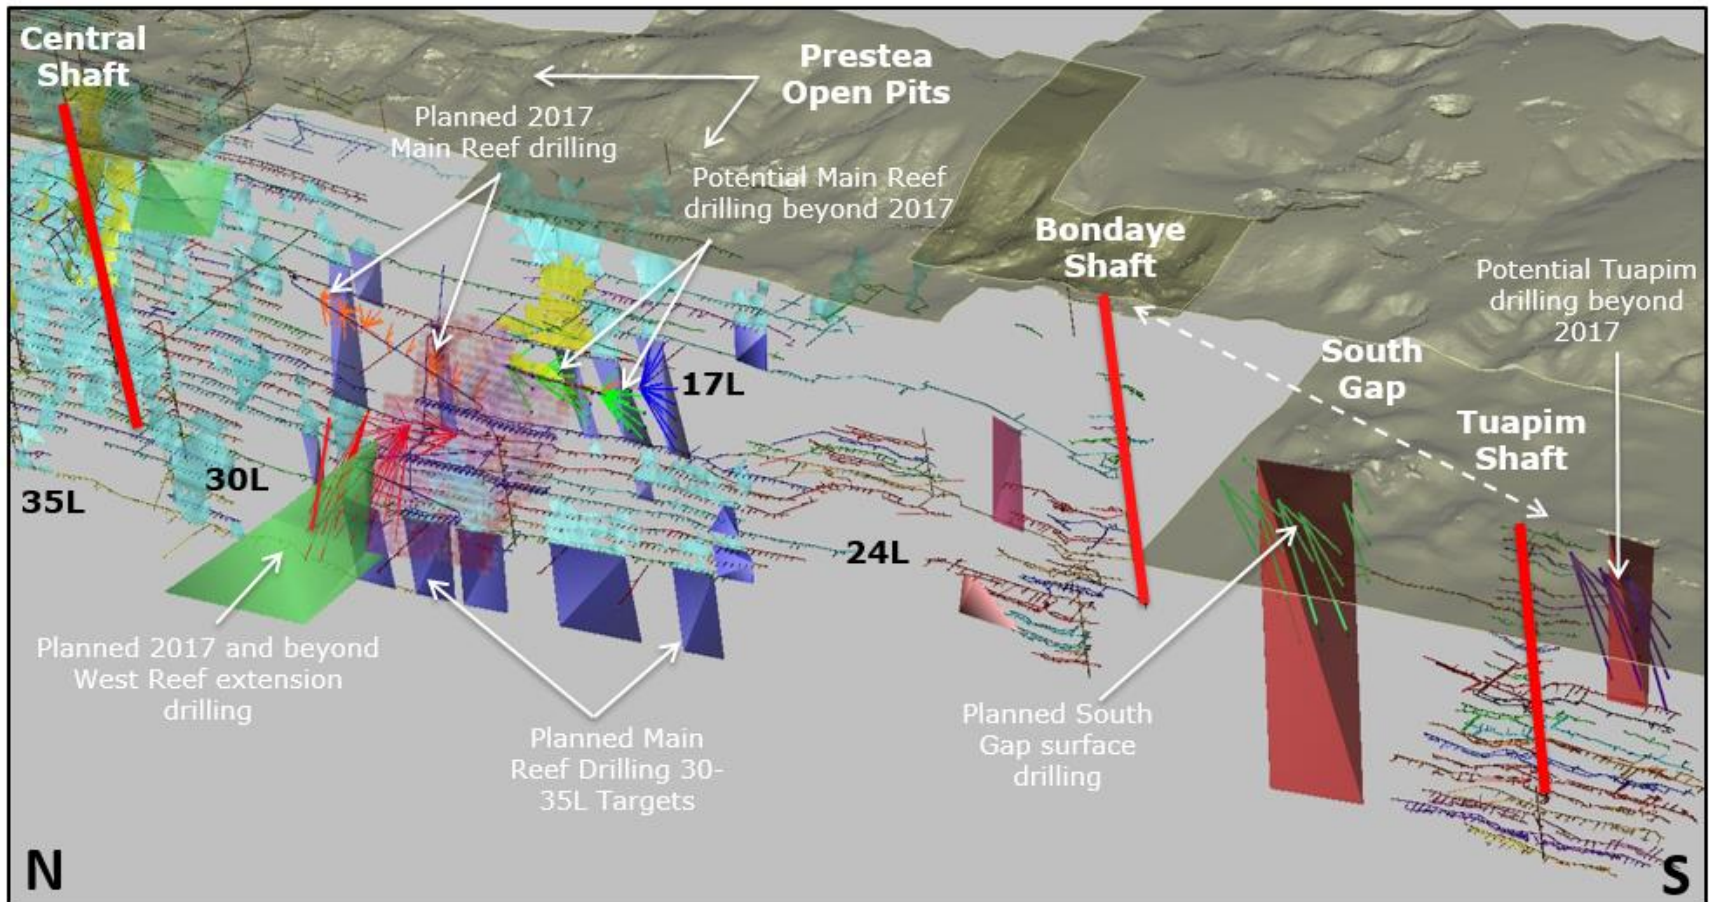 Central
Shaft
Prestea
Open Pits
Planned 2017
Main Reef drilling
Potential Main Reef
drilling beyond 2017
Bondaye
Shaft
Potential Tuapim
drilling beyond
2017
South
Gap
17L
Tuapim
Shaft
30L
35L
24L
Planned 2017 and beyond
West Reef extension
drilling
Planned Main
Reef Drilling 30-
35L Targets
Planned South
Gap surface
drilling
N
S